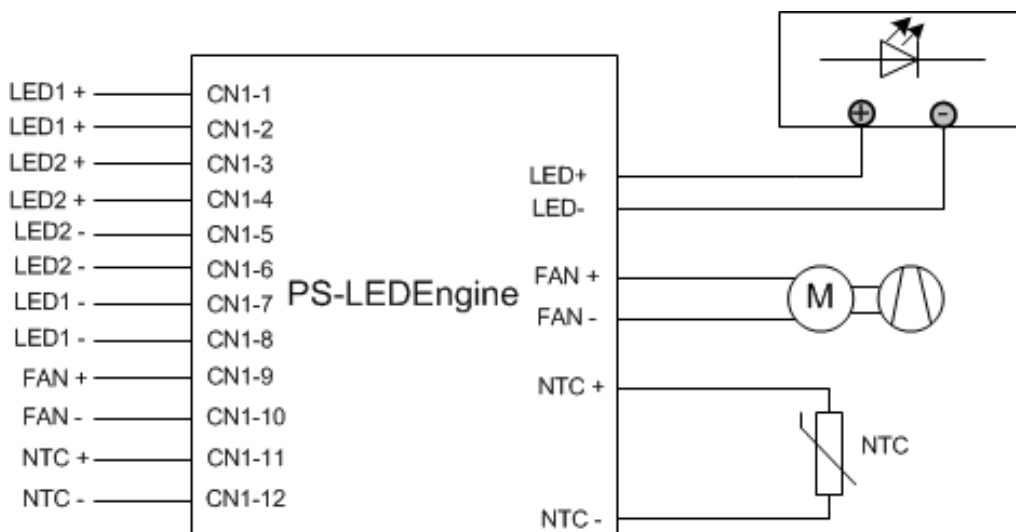 LED1 + CN1-1
LED1 + CN1-2
LED2 + CN1-3
LED2 + CN1-4
LED2 - CN1-5
LED2 - CN1-6
LED1 - CN1-7
LED1 - CN1-8
FAN + CN1-9
FAN - CN1-10
NTC + CN1-11
NTC - CN1-12
PS-LEDEngine
+ -
LED+
LED-
FAN +
FAN -
M
NTC +
NTC
NTC -